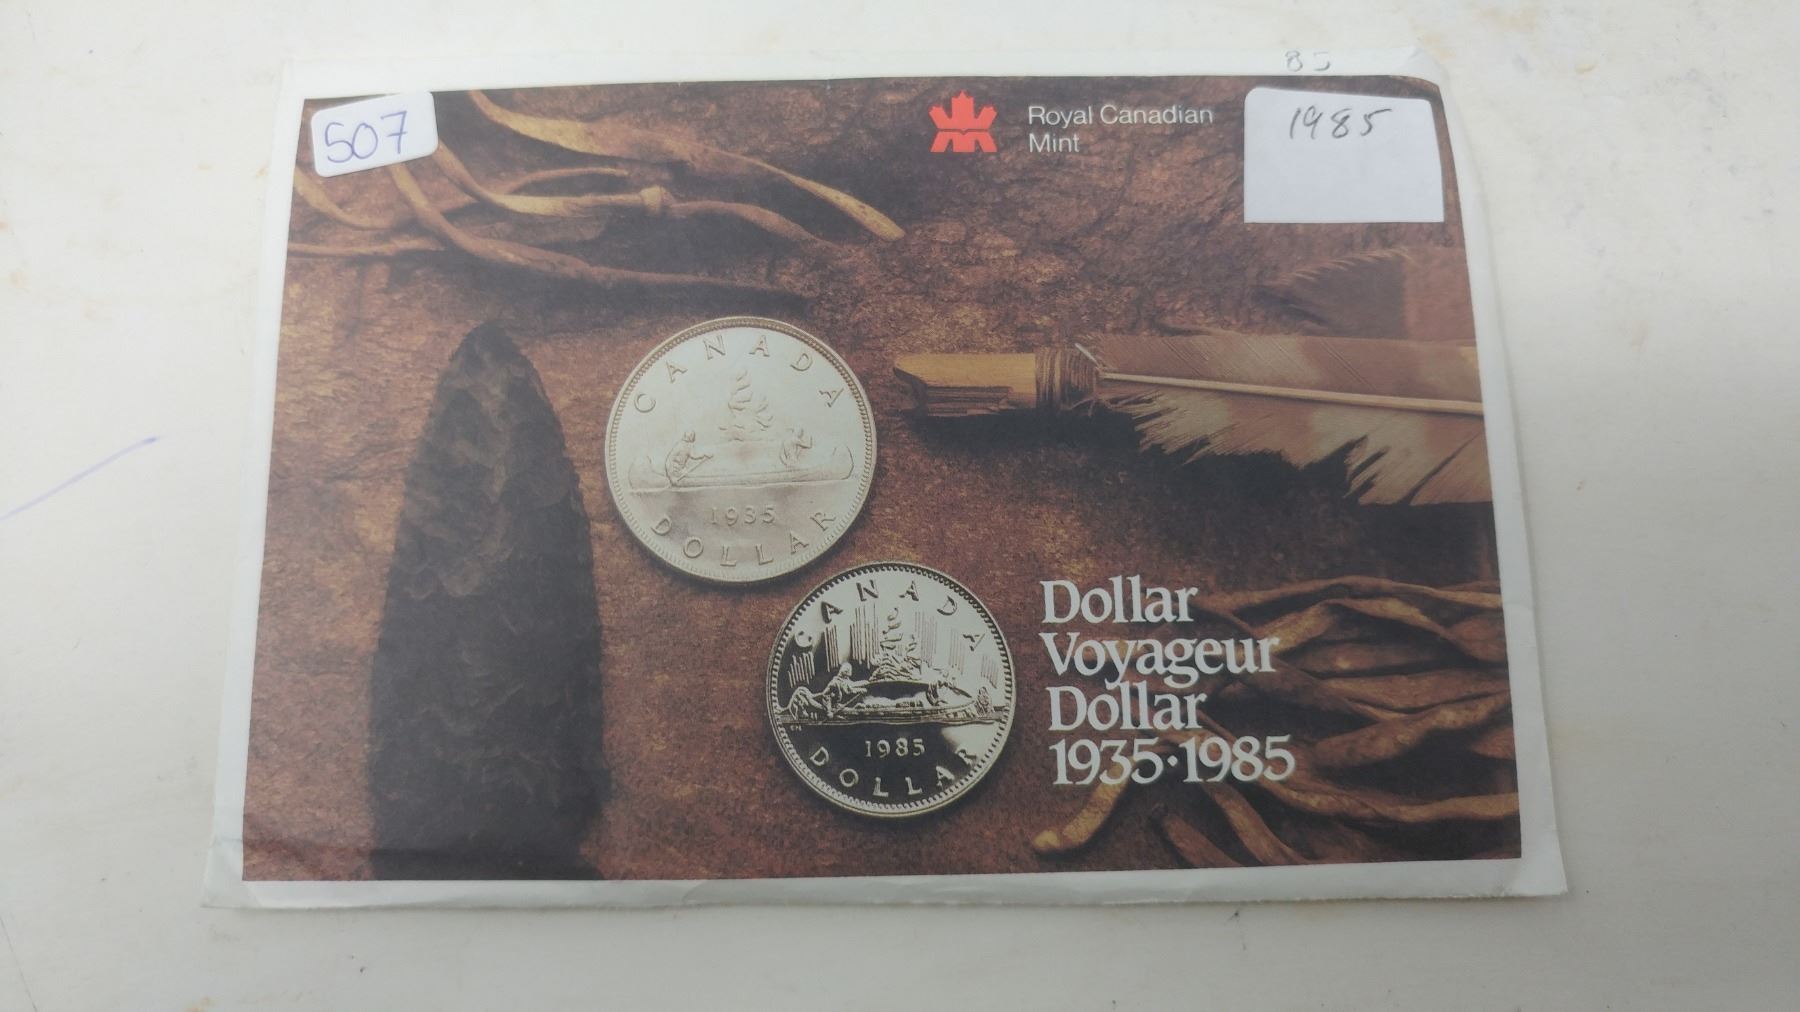 85
507
Royal Canadian
Mint
1985
CANADA
1935
DOLLAR
CANADA
1985
DOLLAR
Dollar
Voyageur
Dollar
1935·1985